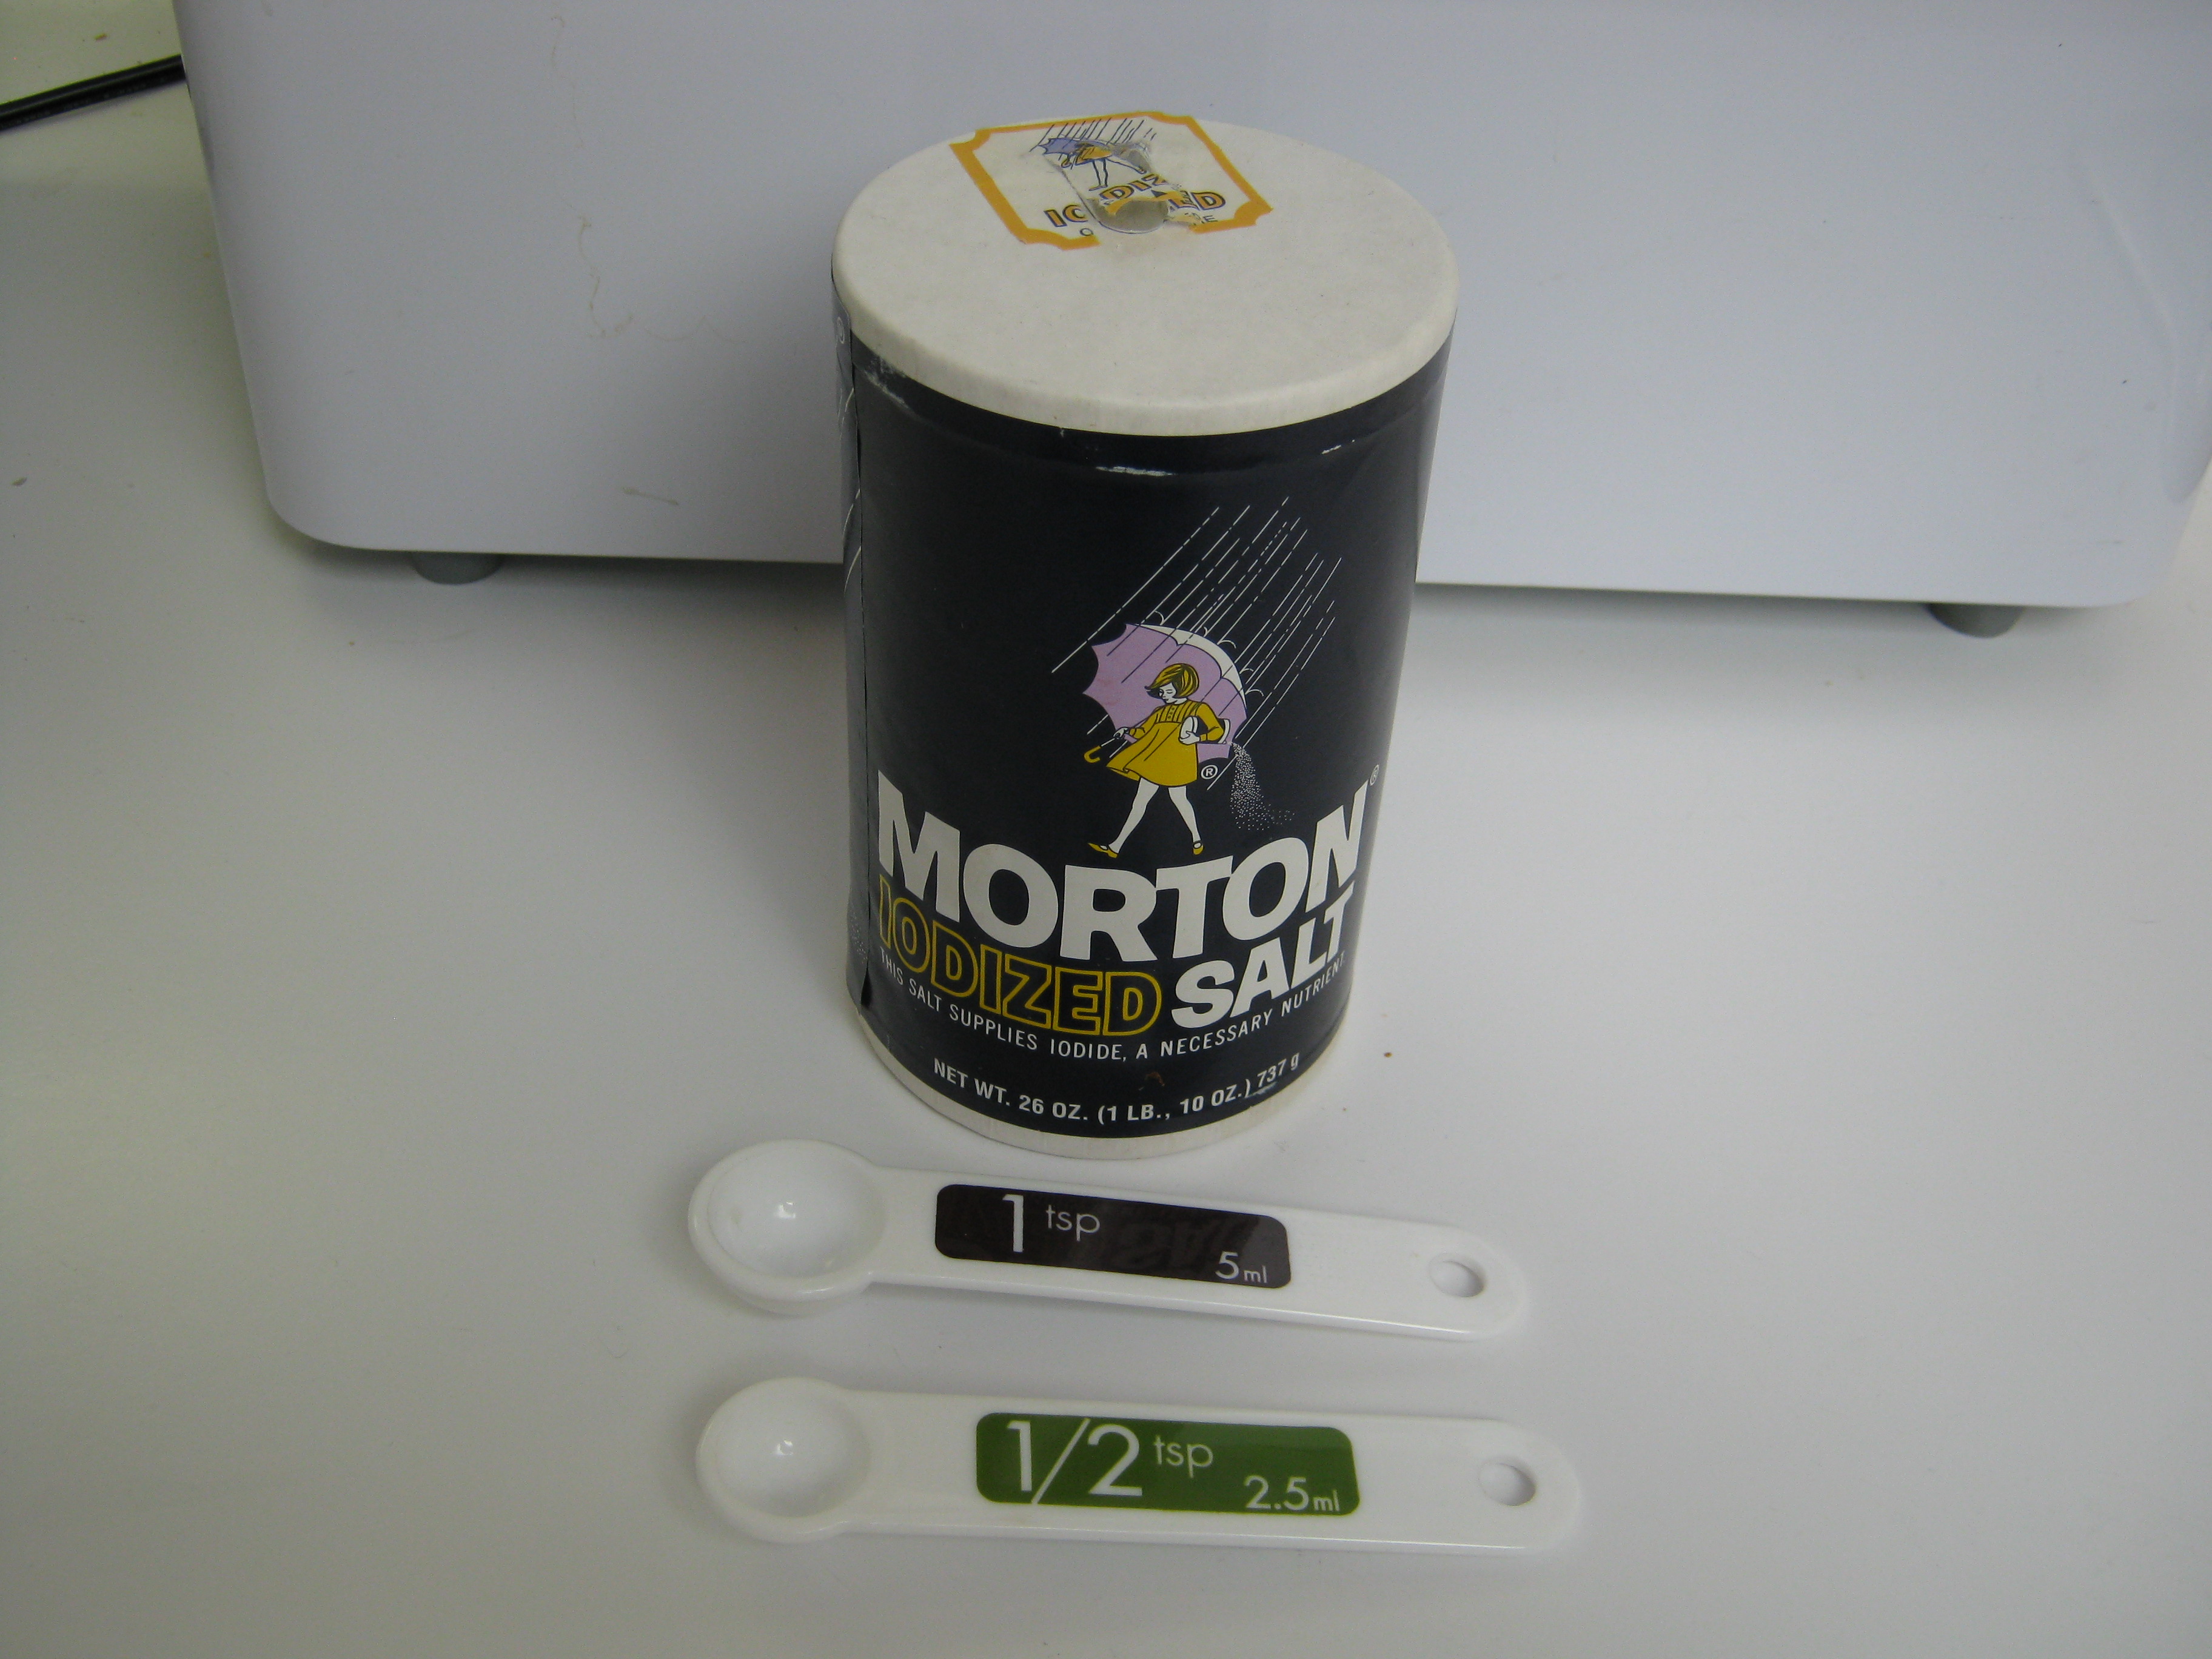 IODIZED
®
MORTON®
IODIZED SALT
THIS SALT SUPPLIES IODIDE, A NECESSARY NUTRIENT
NET WT. 26 OZ. (1 LB., 10 OZ.) 737 g
1 tsp
5ml
1/2 tsp
2.5ml